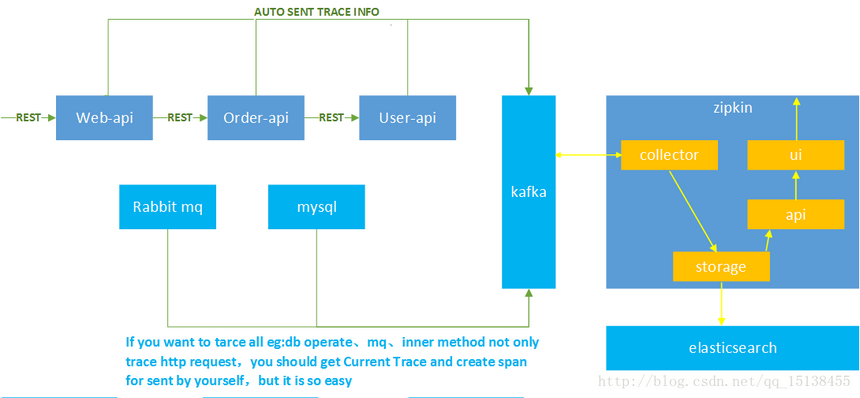 AUTO SENT TRACE INFO
REST
Web-api
REST
Order-api
REST
User-api
zipkin
collector
ui
kafka
Rabbit mq
mysql
api
storage
If you want to tarce all eg:db operate、mq、inner method not only
trace http request，you should get Current Trace and create span
for sent by yourself，but it is so easy
elasticsearch
http://blog.csdn.net/qq_15138455